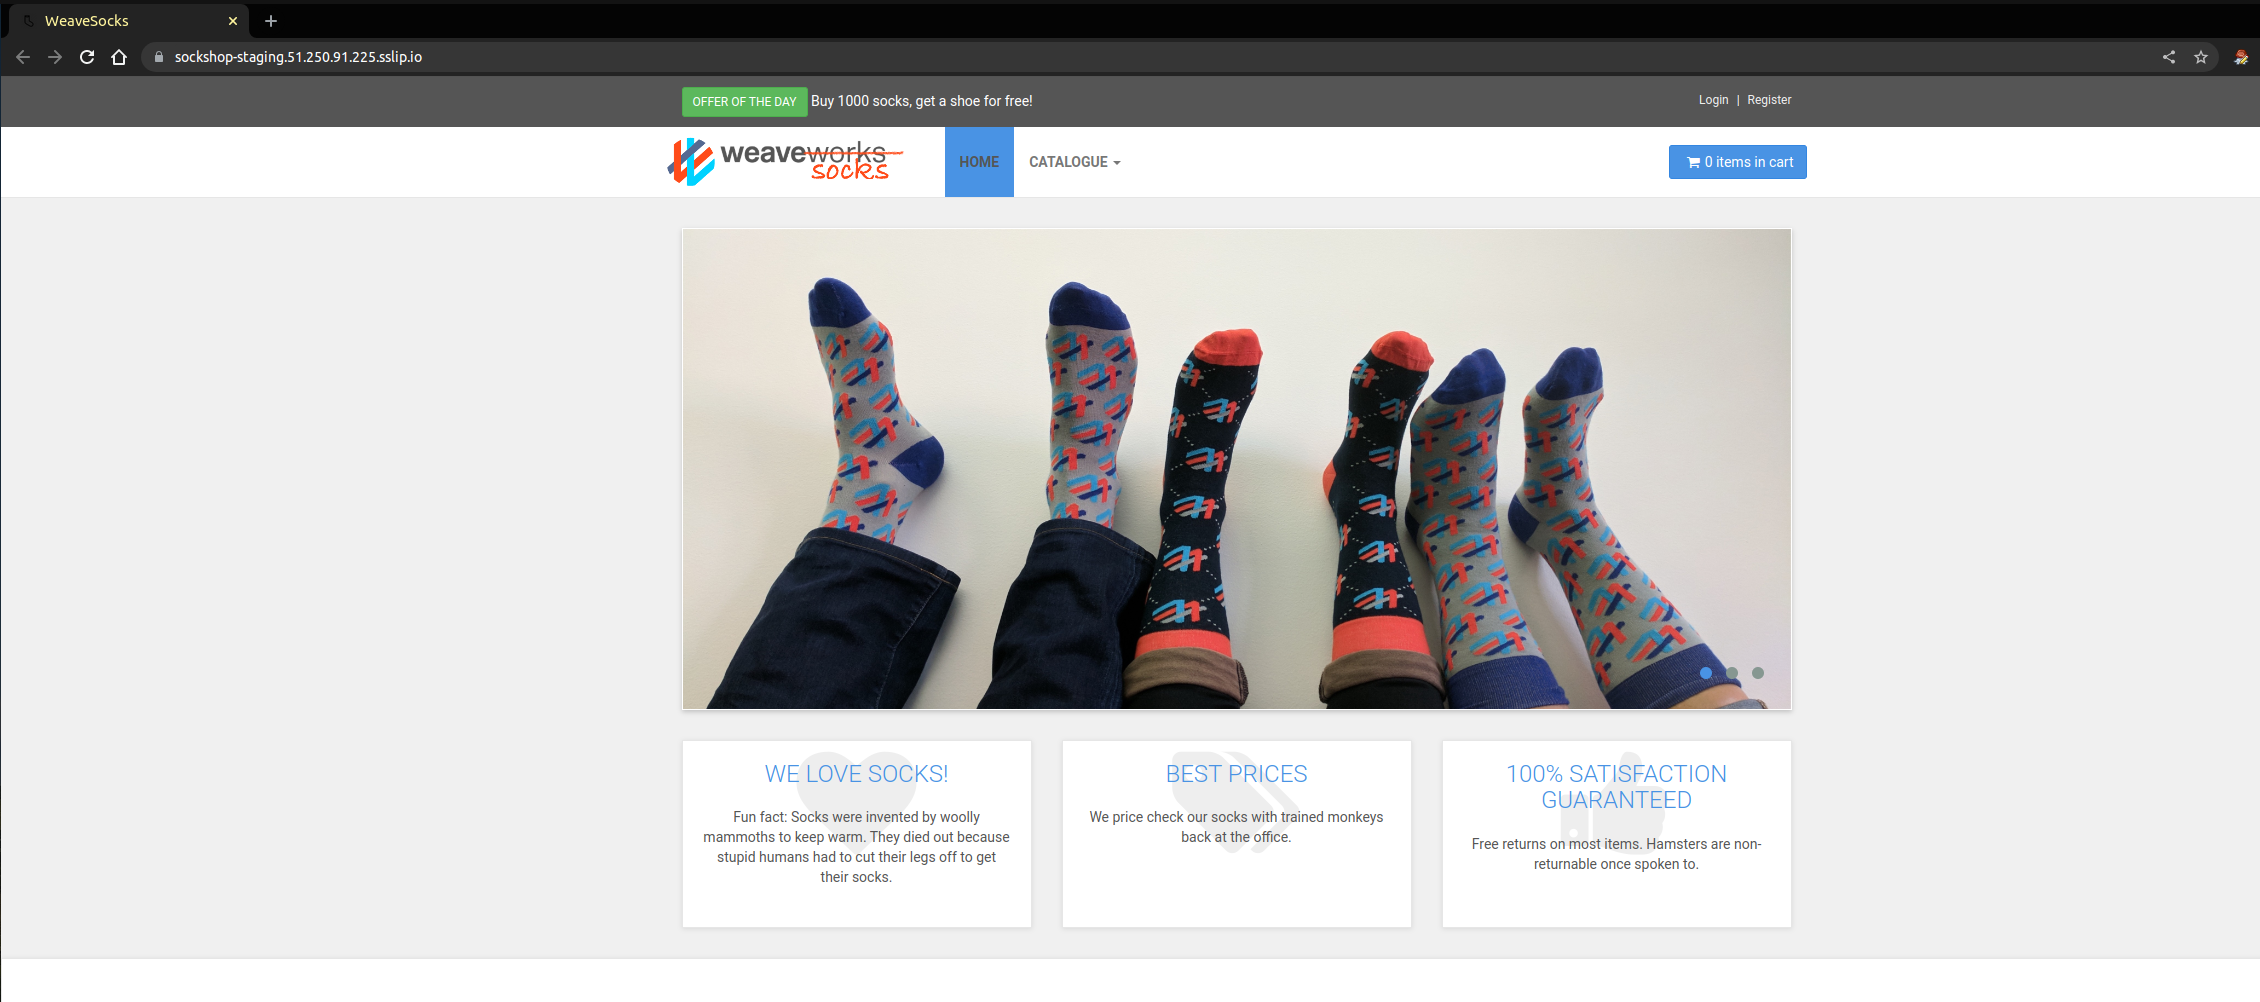 WeaveSocks
sockshop-staging.51.250.91.225.sslip.io
OFFER OF THE DAY Buy 1000 socks, get a shoe for free!
Login | Register
weaveworks
socks
HOME
CATALOGUE
0 items in cart
WE LOVE SOCKS!
Fun fact: Socks were invented by woolly
mammoths to keep warm. They died out because
stupid humans had to cut their legs off to get
their socks.
BEST PRICES
We price check our socks with trained monkeys
back at the office.
100% SATISFACTION
GUARANTEED
Free returns on most items. Hamsters are non-
returnable once spoken to.